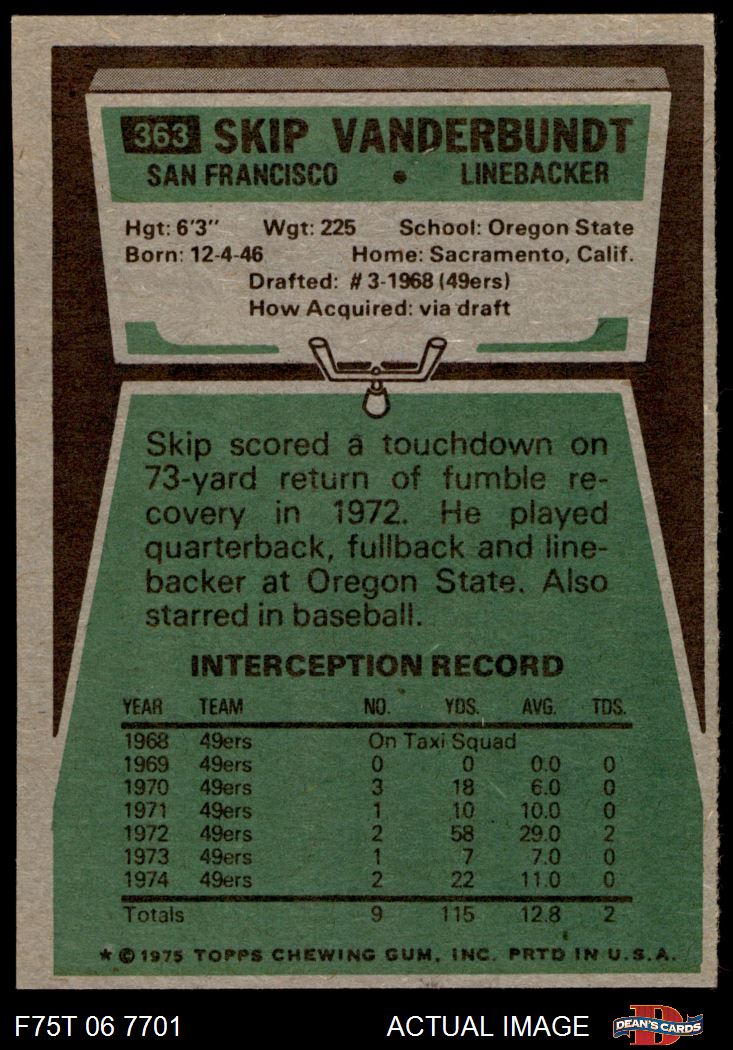 363 SKIP VANDERBUNDT
SAN FRANCISCO • LINEBACKER
Hgt: 6'3" Wgt: 225 School: Oregon State
Born: 12-4-46 Home: Sacramento, Calif.
Drafted: #3-1968 (49ers)
How Acquired: via draft
Skip scored a touchdown on
73-yard return of fumble re-
covery in 1972. He played
quarterback, fullback and line-
backer at Oregon State. Also
starred in baseball.
INTERCEPTION RECORD
YEAR TEAM NO. YDS. AVG. TDS.
1968 49ers On Taxi Squad
1969 49ers 0 0 0.0 0
1970 49ers 3 18 6.0 0
1971 49ers 1 10 10.0 0
1972 49ers 2 58 29.0 2
1973 49ers 1 7 7.0 0
1974 49ers 2 22 11.0 0
Totals 9 115 12.8 2
* © 1975 TOPPS CHEWING GUM, INC. PRTD IN U.S.A.
F75T 06 7701 ACTUAL IMAGE D DEAN'S CARDS